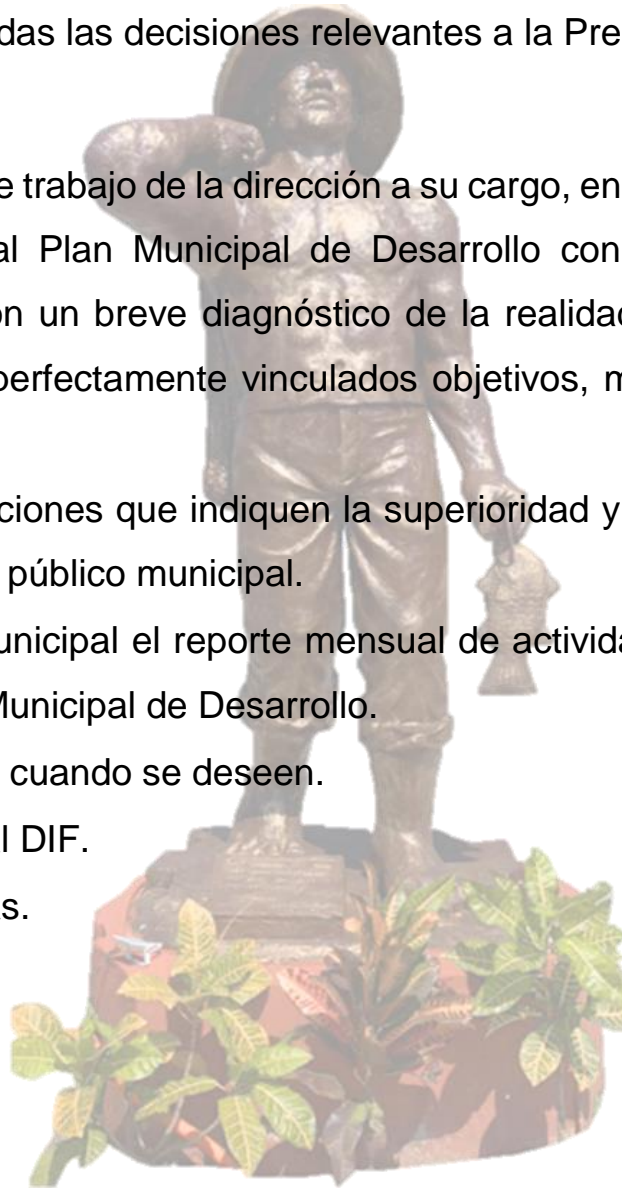 das las decisiones relevantes a la Pre
e trabajo de la dirección a su cargo, en
al Plan Municipal de Desarrollo con
on un breve diagnóstico de la realidad
perfectamente vinculados objetivos, m
ciones que indiquen la superioridad y
público municipal.
unicipal el reporte mensual de activida
Municipal de Desarrollo.
cuando se deseen.
l DIF.
as.